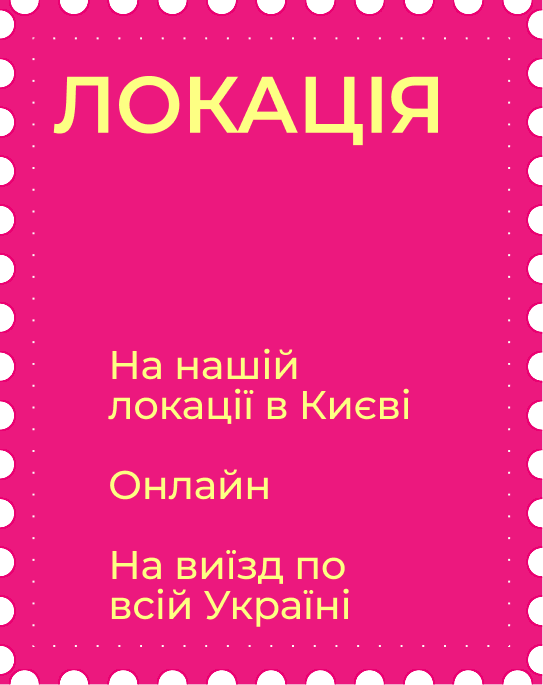 ЛОКАЦІЯ
На нашій
локації в Києві
Онлайн
На виїзд по
всій Україні